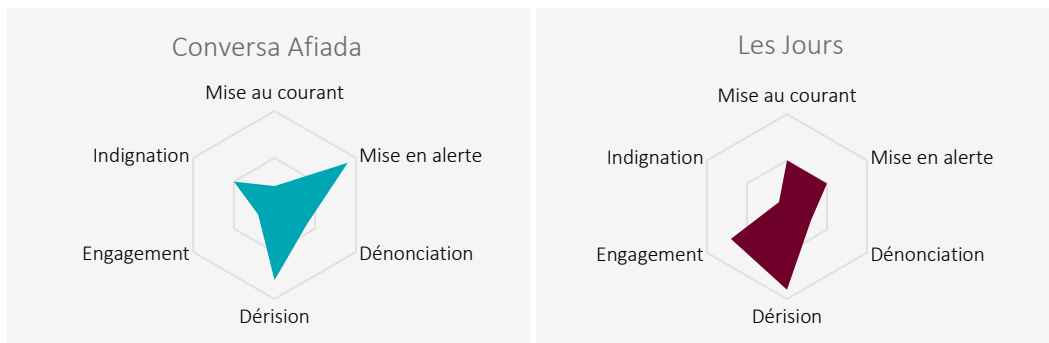 Conversa Afiada
Mise au courant
Indignation
Mise en alerte
Engagement
Dénonciation
Dérision
Les Jours
Mise au courant
Indignation
Mise en alerte
Engagement
Dénonciation
Dérision